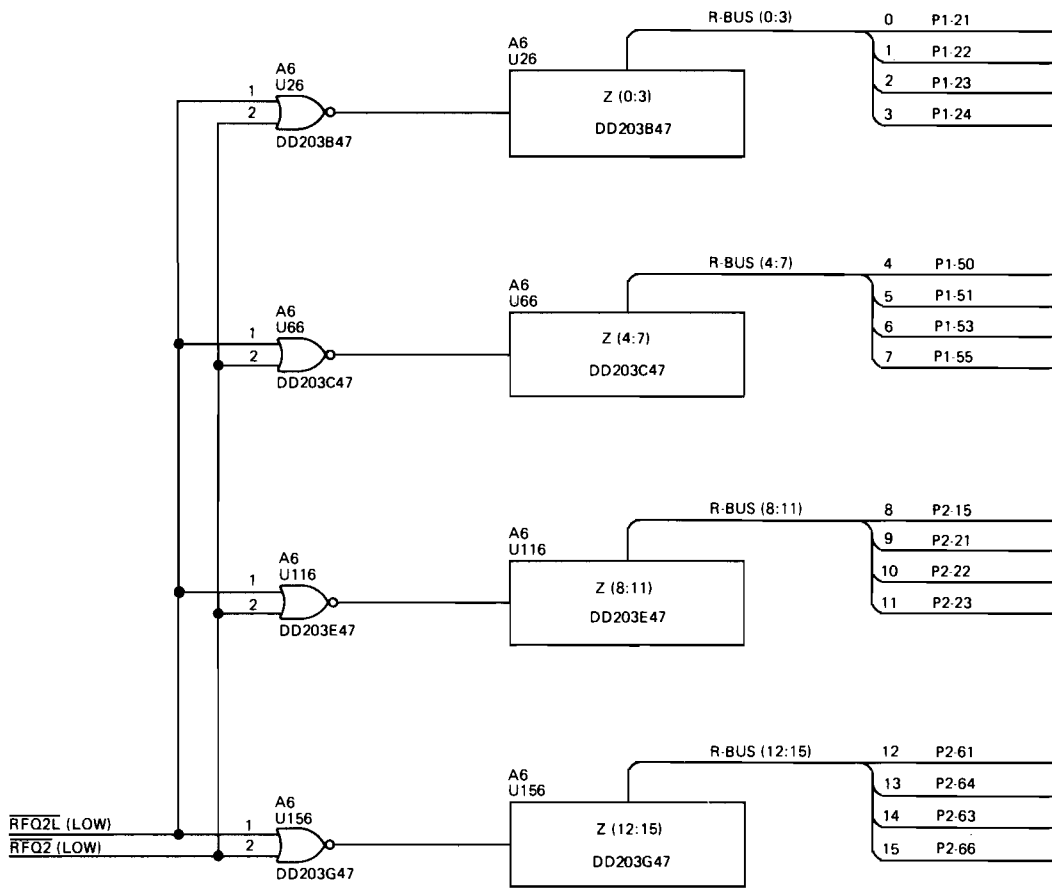 R-BUS (0:3)
0 P1-21
1 P1-22
2 P1-23
3 P1-24
A6
U26
1
2
DD203B47
A6
U26
Z (0:3)
DD203B47
R-BUS (4:7)
4 P1-50
5 P1-51
6 P1-53
7 P1-55
A6
U66
1
2
DD203C47
A6
U66
Z (4:7)
DD203C47
R-BUS (8:11)
8 P2-15
9 P2-21
10 P2-22
11 P2-23
A6
U116
1
2
DD203E47
A6
U116
Z (8:11)
DD203E47
R-BUS (12:15)
12 P2-61
13 P2-64
14 P2-63
15 P2-66
A6
U156
1
2
DD203G47
A6
U156
Z (12:15)
DD203G47
RFQ2L (LOW)
RFQ2 (LOW)